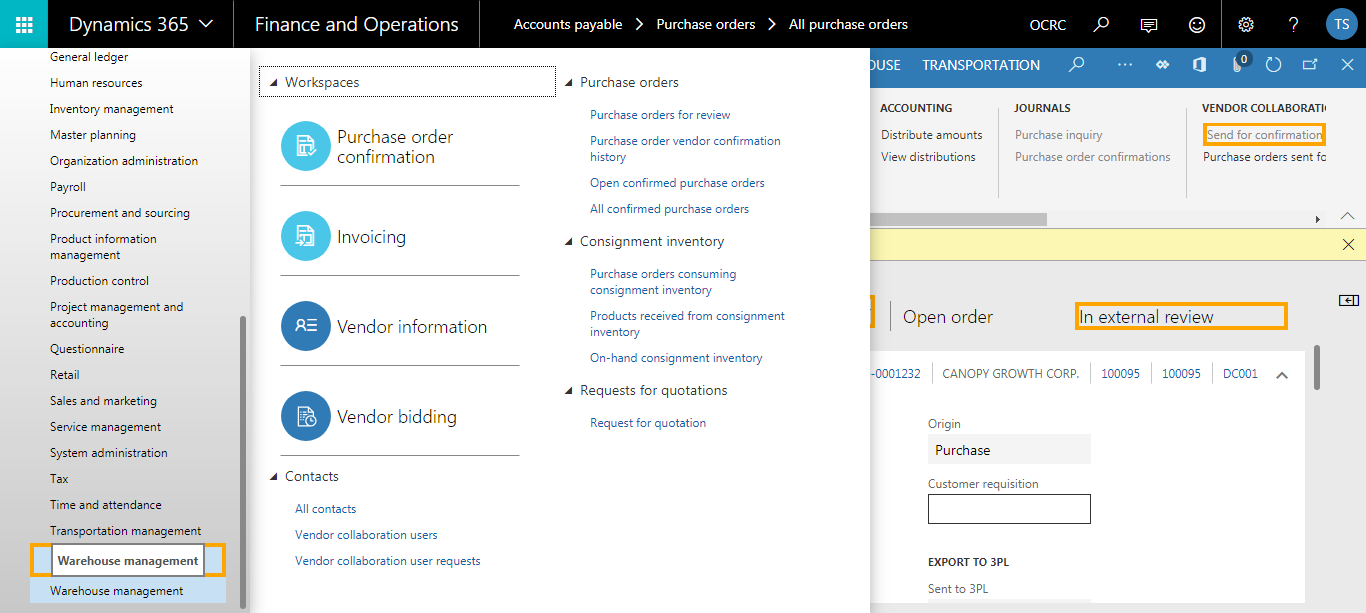 Dynamics 365
Finance and Operations
Accounts payable > Purchase orders > All purchase orders
OCRC
?
TS
General ledger
Human resources
Inventory management
Master planning
Organization administration
Payroll
Procurement and sourcing
Product information
management
Production control
Project management and
accounting
Questionnaire
Retail
Sales and marketing
Service management
System administration
Tax
Time and attendance
Transportation management
Warehouse management
Warehouse management
Workspaces
Purchase order
confirmation
Invoicing
Vendor information
Vendor bidding
Contacts
All contacts
Vendor collaboration users
Vendor collaboration user requests
Purchase orders
Purchase orders for review
Purchase order vendor confirmation
history
Open confirmed purchase orders
All confirmed purchase orders
Consignment inventory
Purchase orders consuming
consignment inventory
Products received from consignment
inventory
On-hand consignment inventory
Requests for quotations
Request for quotation
OUSE
TRANSPORTATION
0
ACCOUNTING
Distribute amounts
View distributions
JOURNALS
Purchase inquiry
Purchase order confirmations
VENDOR COLLABORATI
Send for confirmation
Purchase orders sent fo
Open order
In external review
-0001232
CANOPY GROWTH CORP.
100095
100095
DC001
Origin
Purchase
Customer requisition
EXPORT TO 3PL
Sent to 3PL